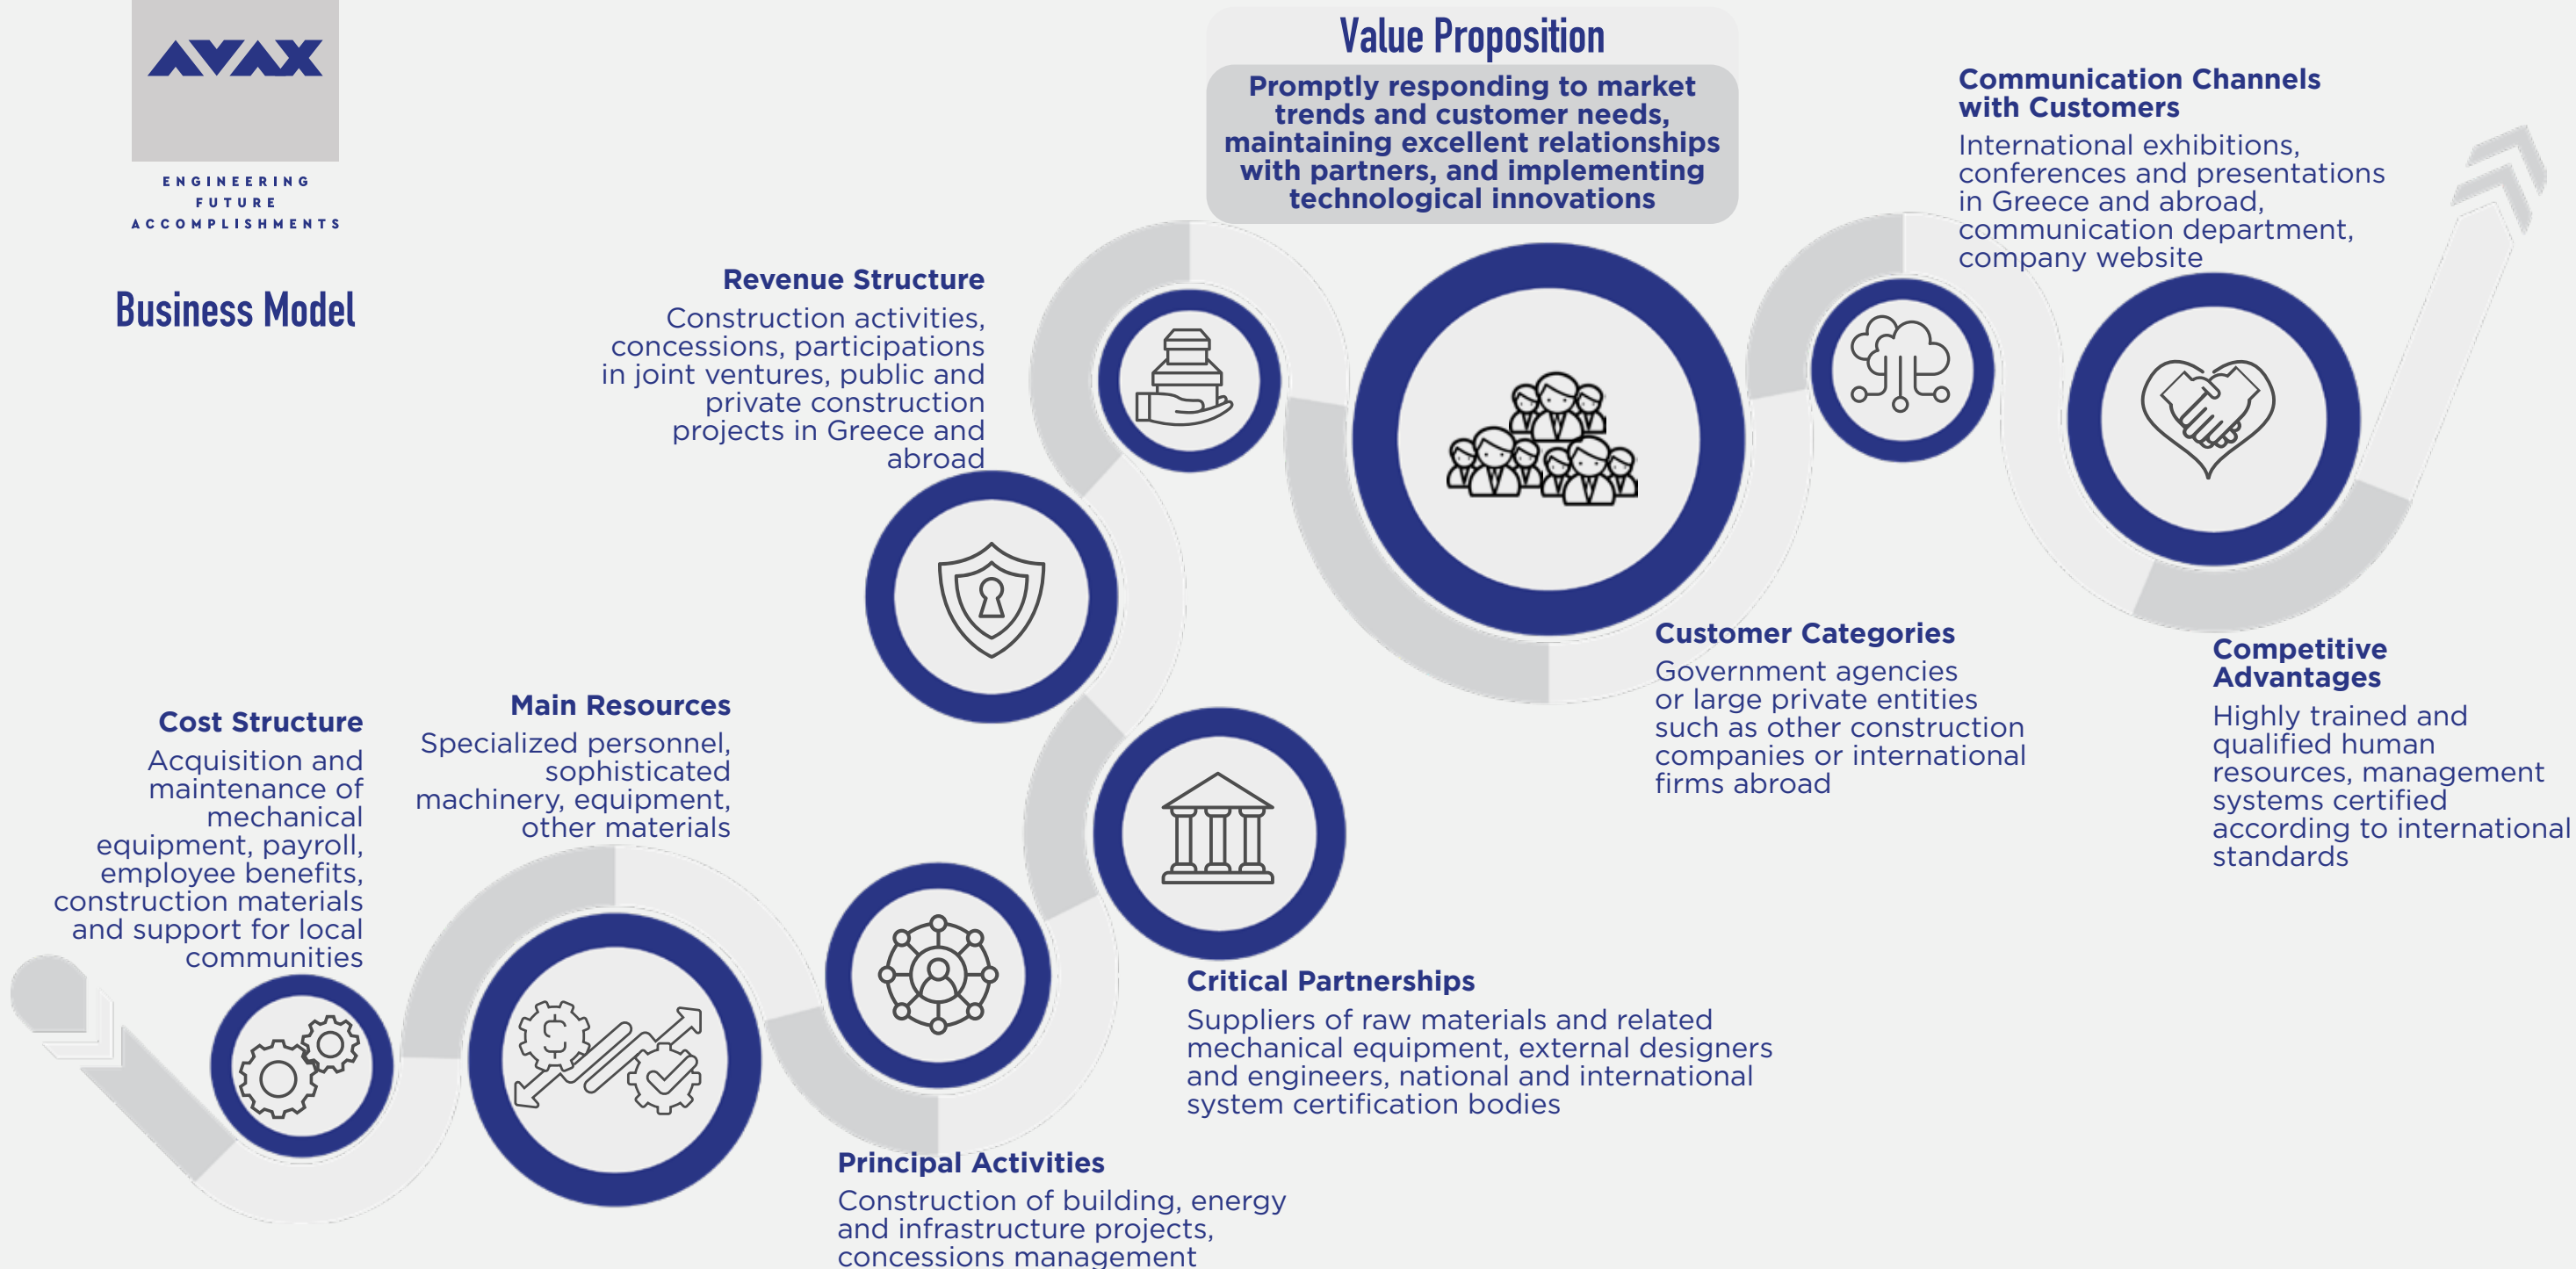 AVAX
ENGINEERING
FUTURE
ACCOMPLISHMENTS
Business Model
Cost Structure
Acquisition and
maintenance of
mechanical
equipment, payroll,
employee benefits,
construction materials
and support for local
communities
Main Resources
Specialized personnel,
sophisticated
machinery, equipment,
other materials
Principal Activities
Construction of building, energy
and infrastructure projects,
concessions management
Critical Partnerships
Suppliers of raw materials and related
mechanical equipment, external designers
and engineers, national and international
system certification bodies
Revenue Structure
Construction activities,
concessions, participations
in joint ventures, public and
private construction
projects in Greece and
abroad
Value Proposition
Promptly responding to market
trends and customer needs,
maintaining excellent relationships
with partners, and implementing
technological innovations
Customer Categories
Government agencies
or large private entities
such as other construction
companies or international
firms abroad
Communication Channels
with Customers
International exhibitions,
conferences and presentations
in Greece and abroad,
communication department,
company website
Competitive
Advantages
Highly trained and
qualified human
resources, management
systems certified
according to international
standards